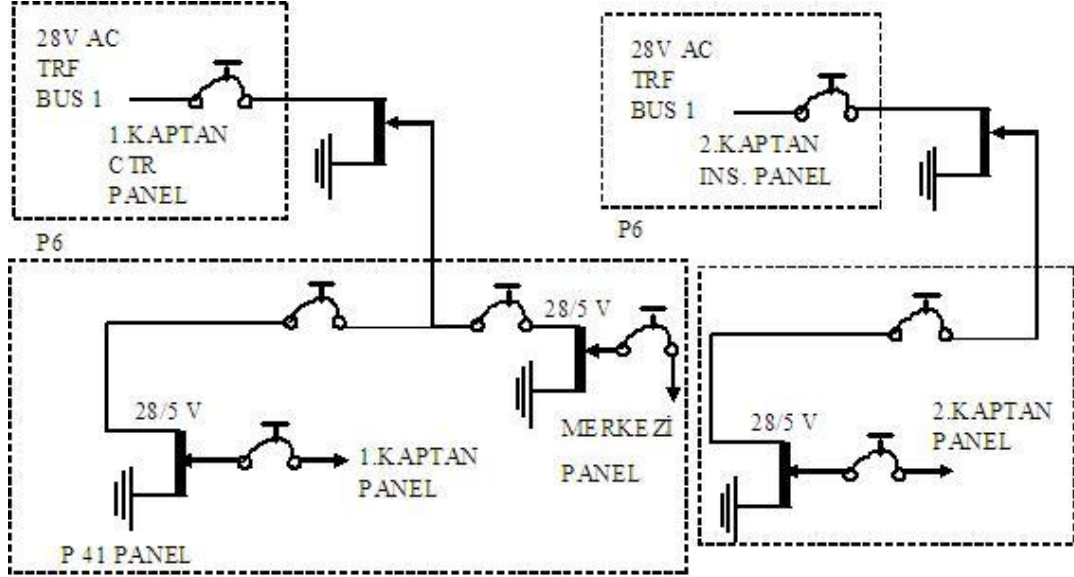 28V AC
TRF
BUS 1
1.KAPTAN
CTR
PANEL
P6
28V AC
TRF
BUS 1
2.KAPTAN
INS. PANEL
P6
28/5 V
MERKEZİ
PANEL
28/5 V
1.KAPTAN
PANEL
P 41 PANEL
28/5 V
2.KAPTAN
PANEL